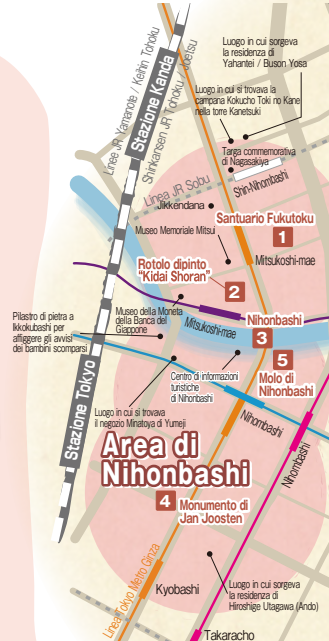 Luogo in cui sorgeva
la residenza di
Yahantei / Buson Yosa
Linee JR Yamanote / Keihin Tohoku
Stazione Kanda
Shinkansen JR Tohoku / Joetsu
Luogo in cui si trovava la
campana Kokucho Toki no Kane
nella torre Kanetsuki
Targa commemorativa
di Nagasakiya
Linea JR Sobu
Shin-Nihombashi
Jikkendana
Santuario Fukutoku
1
Museo Memoriale Mitsui
Mitsukoshi-mae
Rotolo dipinto
“Kidai Shoran”
2
Pilastro di pietra a
Ikkokubashi per
affiggere gli avvisi
dei bambini scomparsi
Museo della Moneta
della Banca del
Giappone
Mitsukoshi-mae
Nihonbashi
3
5
Molo di
Nihonbashi
Centro di informazioni
turistiche
di Nihonbashi
Stazione Tokyo
Luogo in cui si trovava
il negozio Minatoya di Yumeji
Nihombashi
Nihombashi
Area di
Nihonbashi
4
Monumento di
Jan Joosten
Linea Tokyo Metro Ginza
Kyobashi
Luogo in cui sorgeva
la residenza di
Hiroshige Utagawa (Ando)
Takaracho